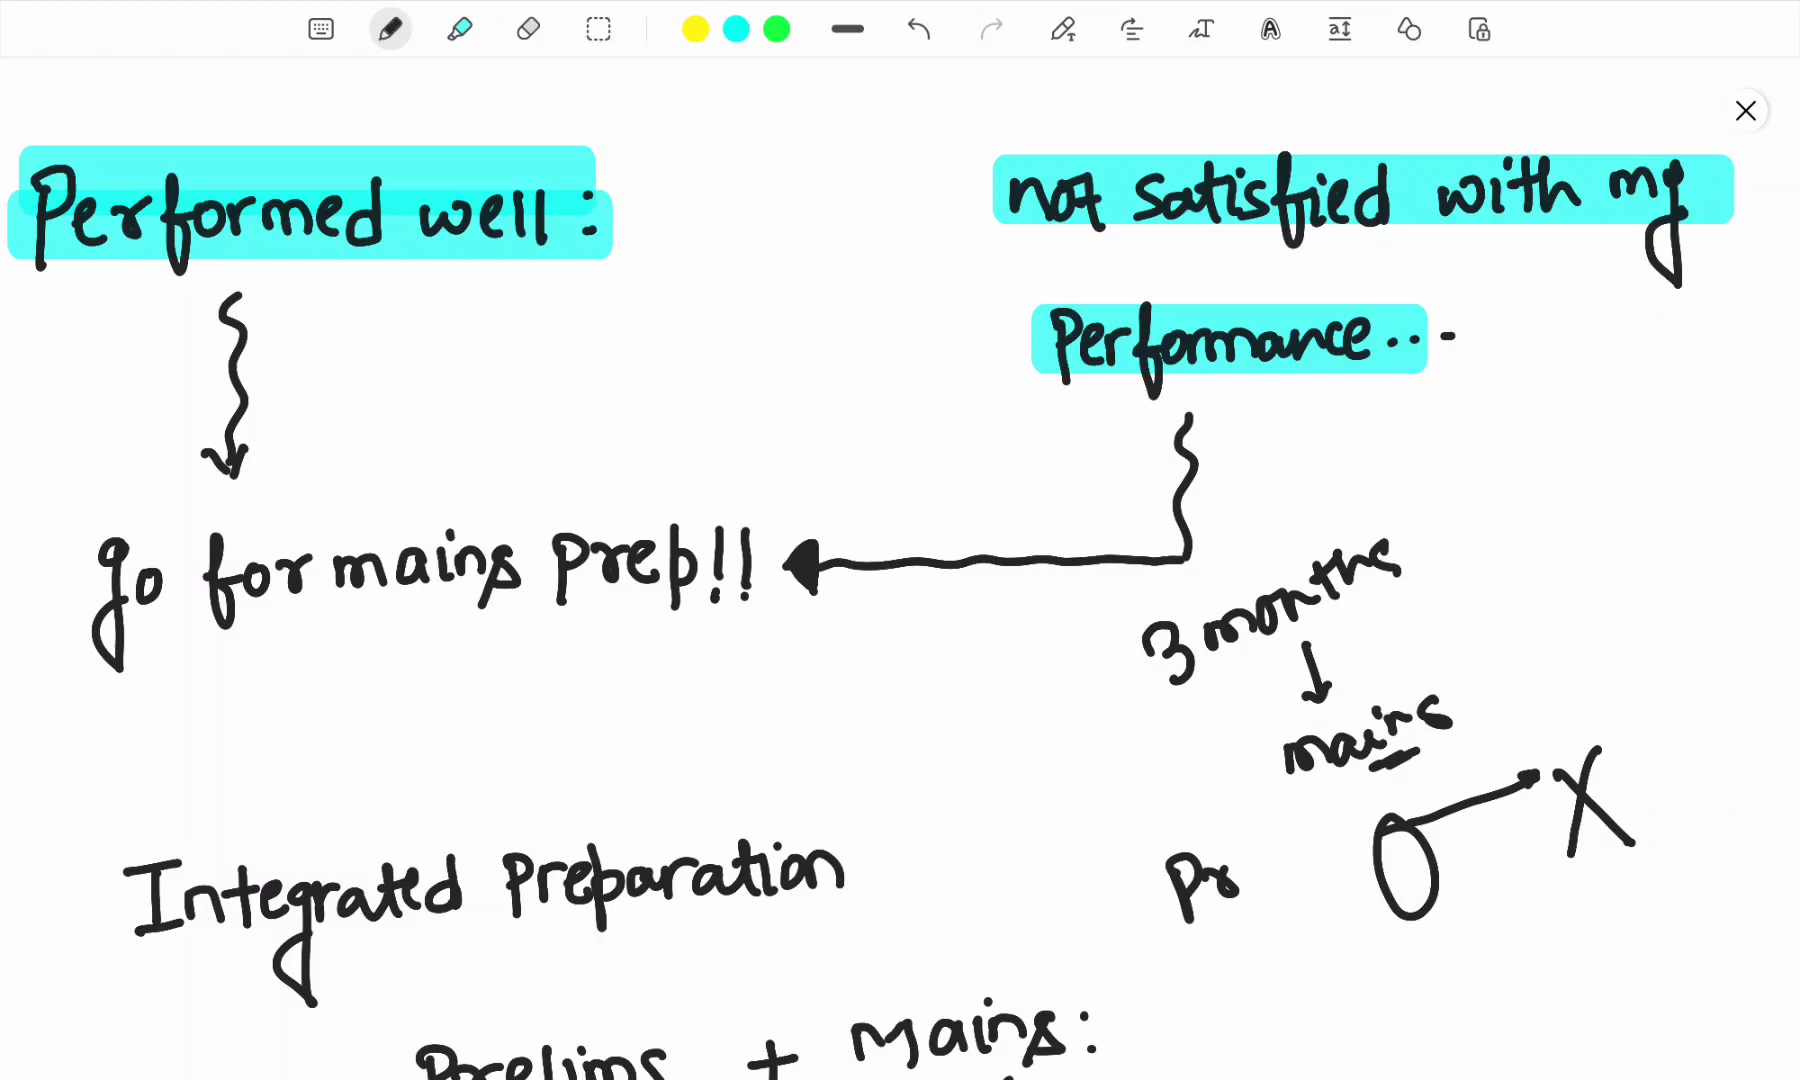 Performed well:
not satisfied with my
Performance...
go for mains prep!!
3 months
mains
Pr
Integrated Preparation
Prelims + Mains: